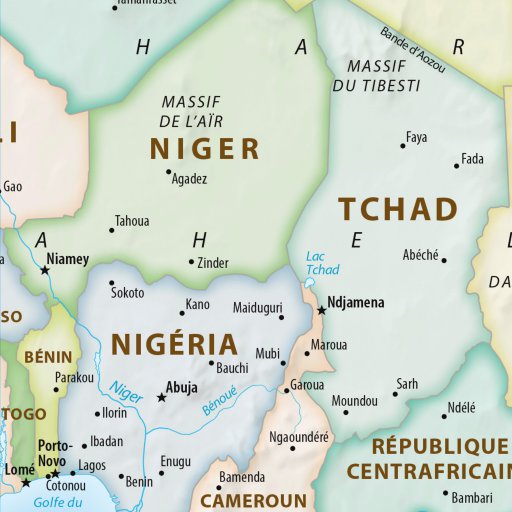 Tamanrasset
H
A
R
Bande d'Aozou
MASSIF
DU TIBESTI
MASSIF
DE L'AÏR
LI
NIGER
Faya
Fada
Agadez
Gao
TCHAD
Tahoua
A
H
E
L
Abéché
Niamey
Zinder
Lac
Tchad
DA
Sokoto
Kano
Maiduguri
Ndjamena
SO
BÉNIN
NIGÉRIA
Mubi
Maroua
Bachi
Parakou
Niger
Abuja
Bénoué
Garoua
Sarh
Moundou
Ndélé
TOGO
Ilorin
Ibadan
Ngaoundéré
Porto-
Novo
RÉPUBLIQUE
CENTRAFRICAIN
Lomé
Lagos
Enugu
Cotonou
Benin
Bamenda
Bambari
Golfe du
CAMEROUN